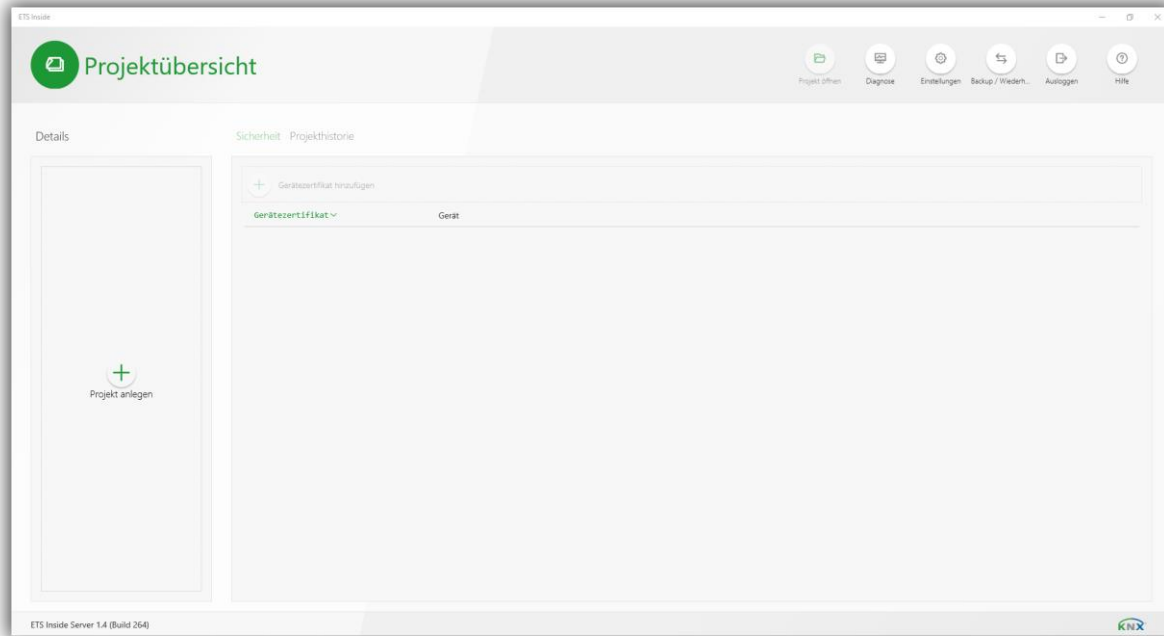 ETS Inside
Projektübersicht
Projekt öffnen
Diagnose
Einstellungen
Backup / Wiederh...
Ausloggen
Hilfe
Details
Sicherheit
Projekthistorie
Gerätezertifikat hinzufügen
Gerätezertifikat
Gerät
Projekt anlegen
ETS Inside Server 1.4 (Build 264)
KNX